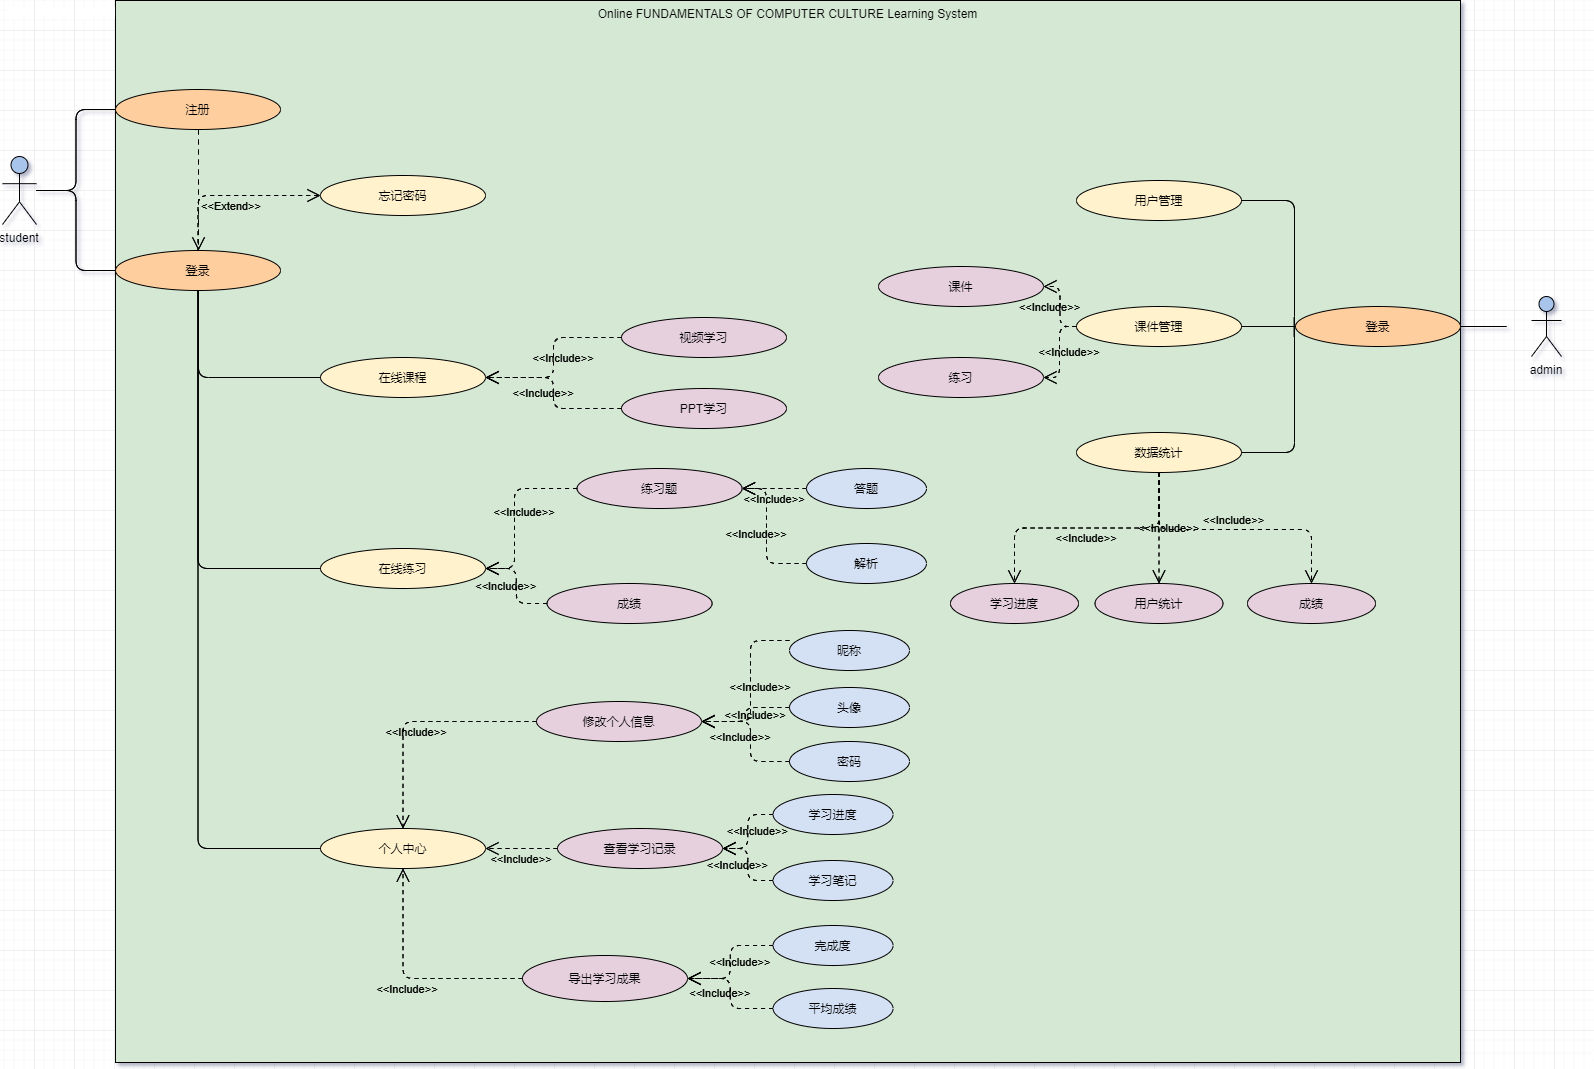 Online FUNDAMENTALS OF COMPUTER CULTURE Learning System
注册
忘记密码
<<Extend>>
student
登录
视频学习
<<Include>>
在线课程
<<Include>>
PPT学习
练习题
答题
<<Include>>
<<Include>>
<<Include>>
解析
在线练习
<<Include>>
成绩
昵称
<<Include>>
头像
<<Include>>
修改个人信息
<<Include>>
<<Include>>
密码
学习进度
<<Include>>
个人中心
查看学习记录
<<Include>>
<<Include>>
学习笔记
完成度
<<Include>>
导出学习成果
<<Include>>
<<Include>>
平均成绩
用户管理
课件
<<Include>>
课件管理
登录
<<Include>>
练习
admin
数据统计
<<Include>>
<<Include>>
<<Include>>
学习进度
用户统计
成绩